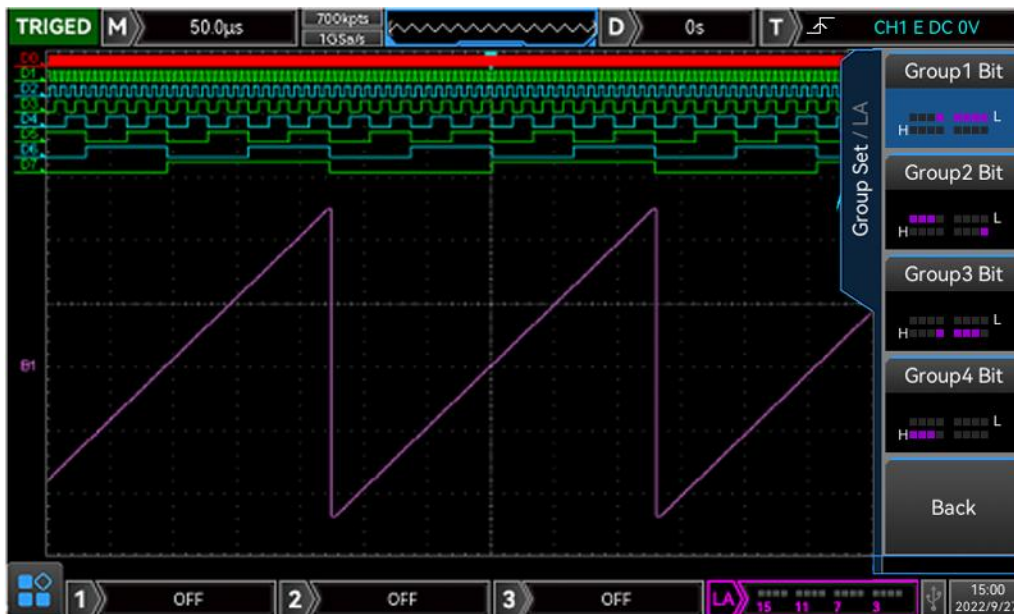 TRIGED M 50.0μs 700kpts D 0s T CH1 E DC 0V
1GSa/s
D0
D1
D2
D3
D4
D5
D6
D7
B1
Group Set / LA
Group1 Bit
L
H
Group2 Bit
L
H
Group3 Bit
L
H
Group4 Bit
L
H
Back
1 OFF 2 OFF 3 OFF LA 15 11 7 3
15:00